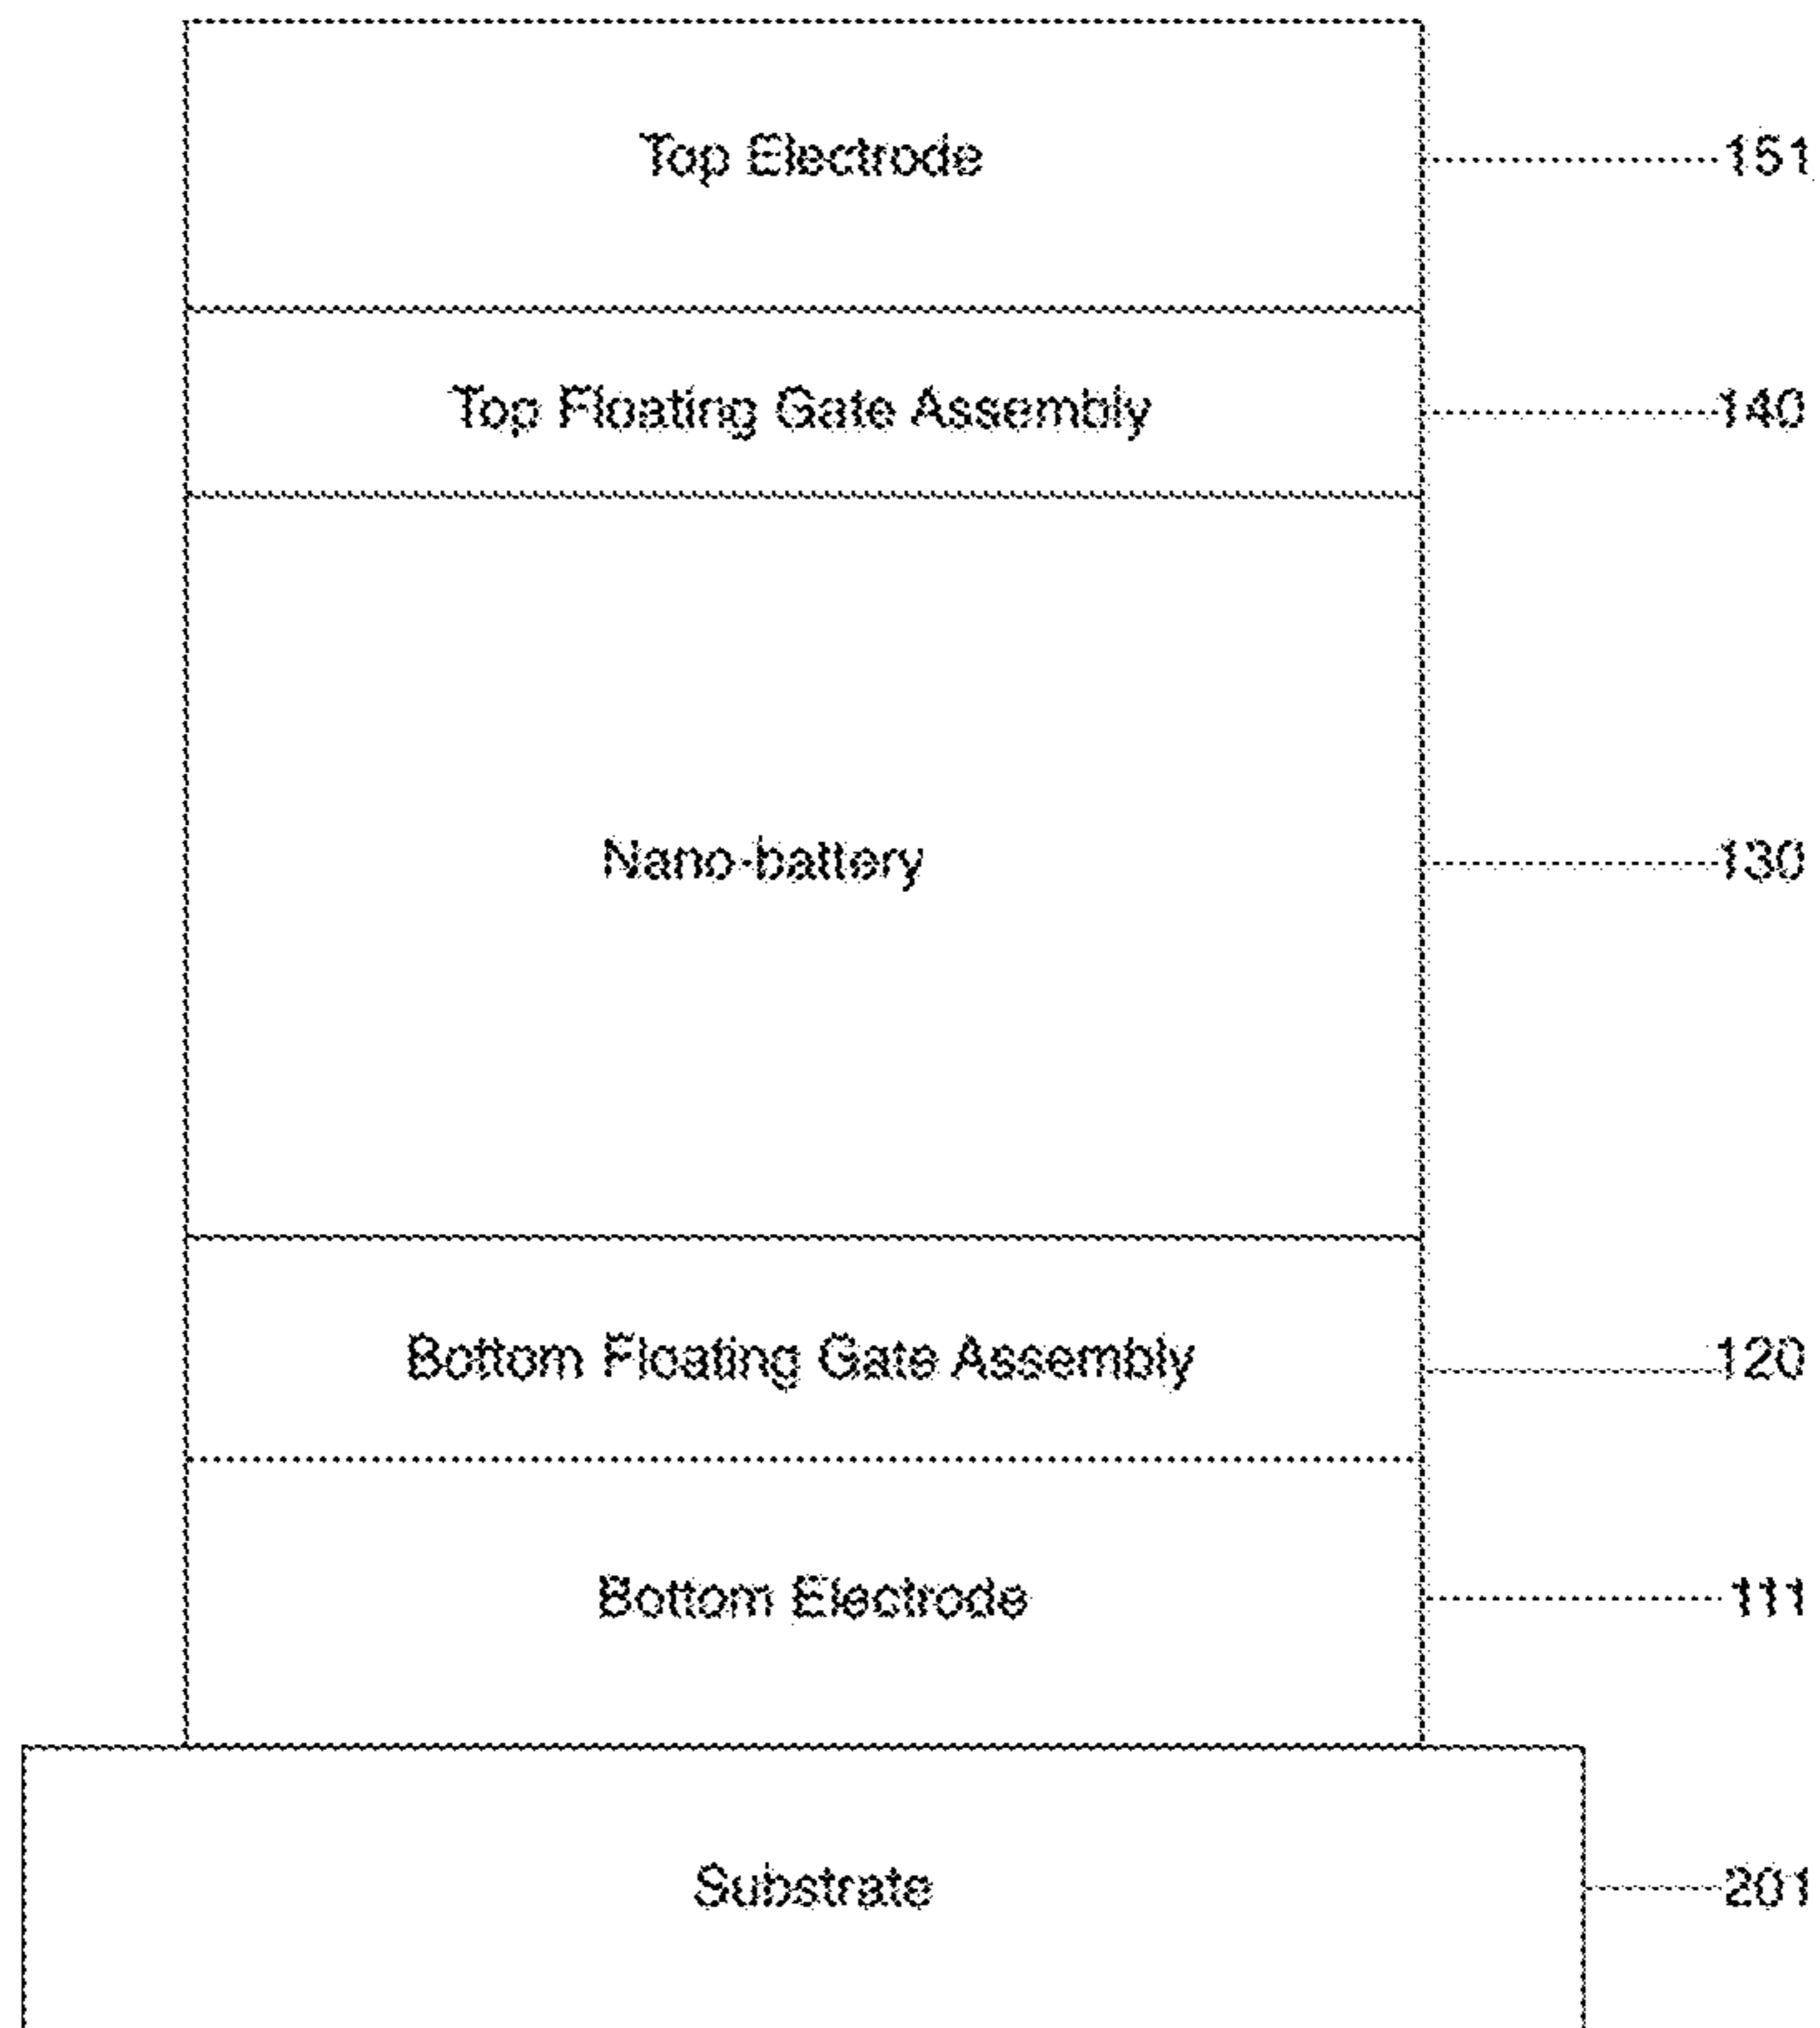 Top Electrode 151
Top Floating Gate Assembly 140
Nano-battery 130
Bottom Floating Gate Assembly 120
Bottom Electrode 111
Substrate 201